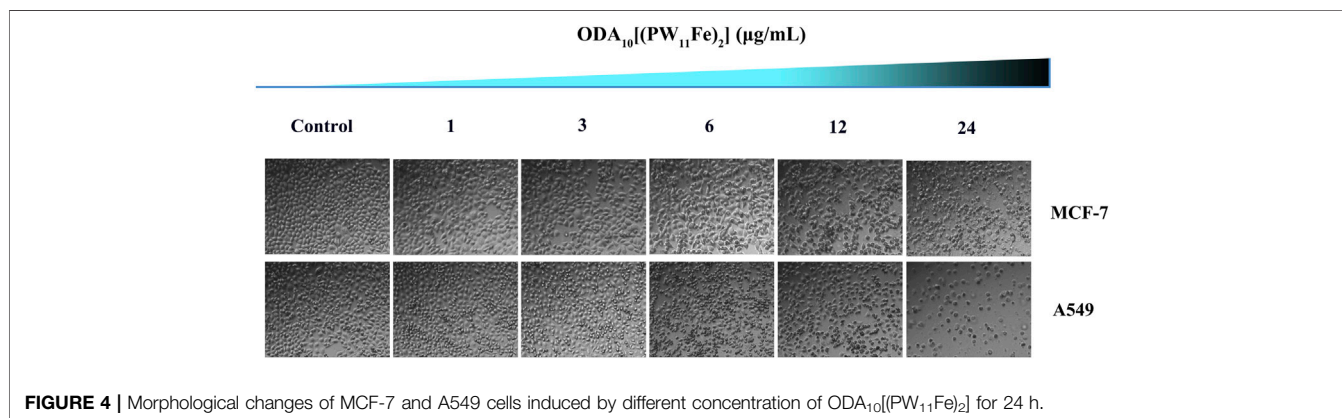 ODA₁₀[(PW₁₁Fe)₂] (µg/mL)
Control 1 3 6 12 24
MCF-7
A549
FIGURE 4 | Morphological changes of MCF-7 and A549 cells induced by different concentration of ODA₁₀[(PW₁₁Fe)₂] for 24 h.